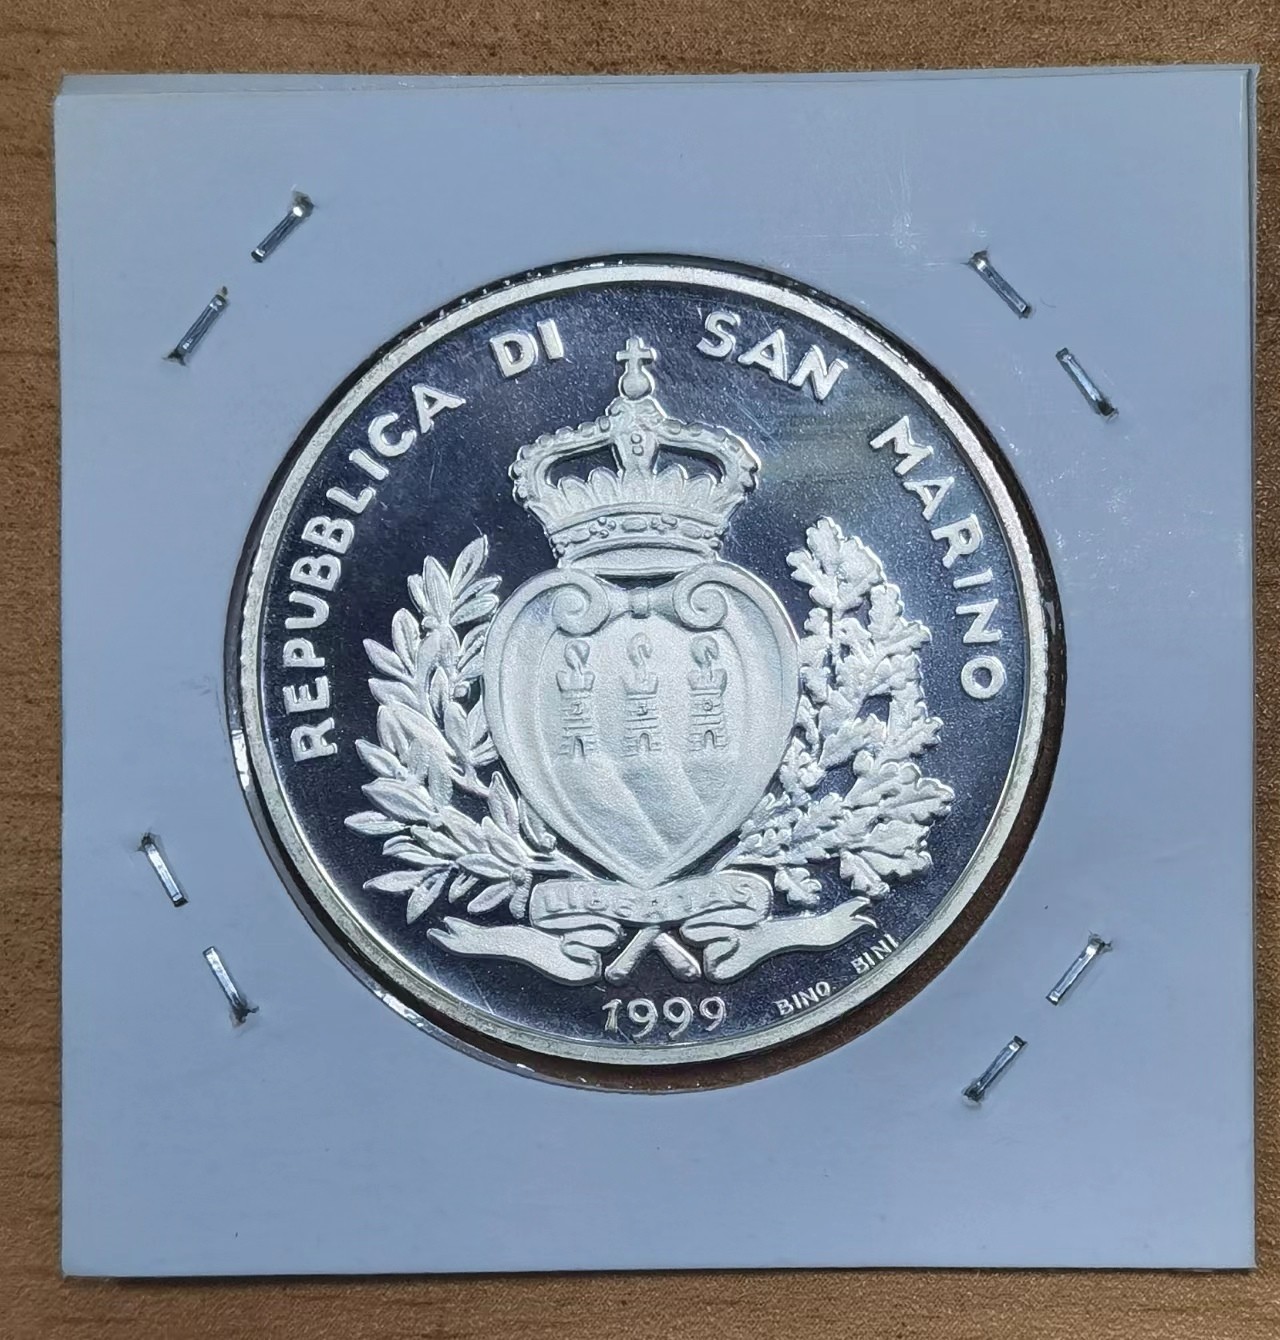 REPUBBLICA DI SAN MARINO
LIBERTAS
1999
BINO BINI